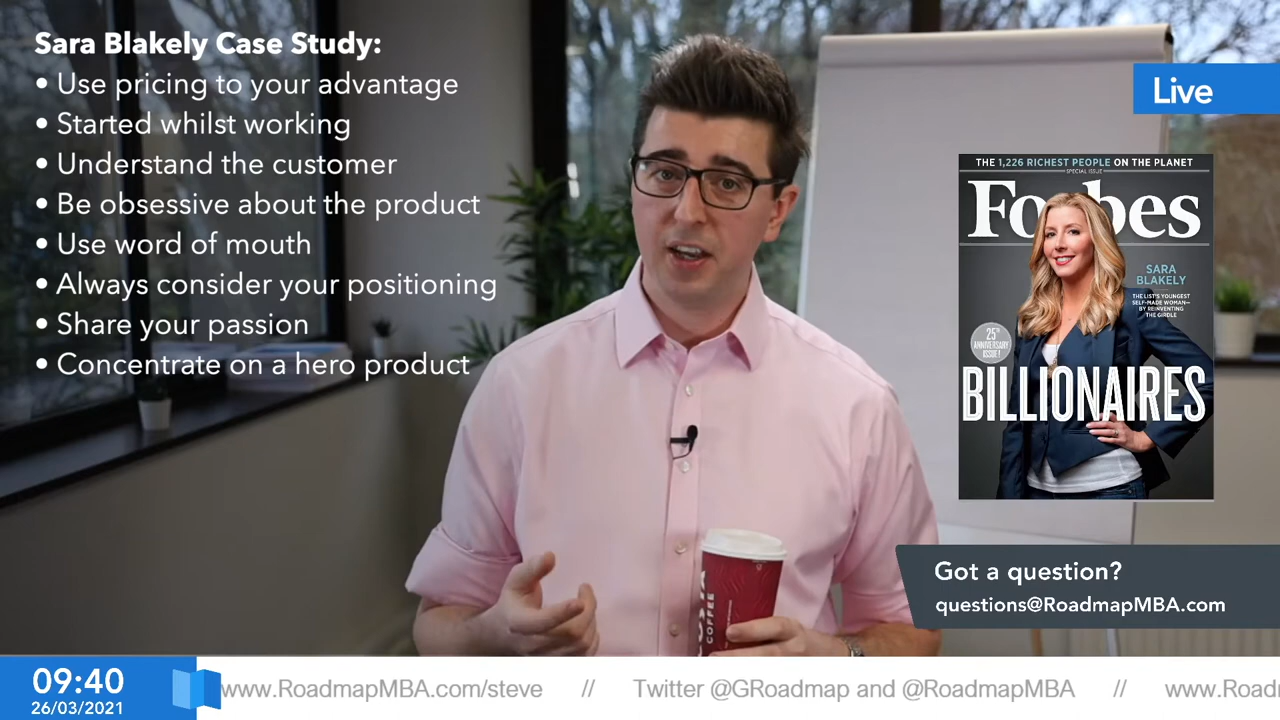 Sara Blakely Case Study:
• Use pricing to your advantage
• Started whilst working
• Understand the customer
• Be obsessive about the product
• Use word of mouth
• Always consider your positioning
• Share your passion
• Concentrate on a hero product
Live
THE 1,226 RICHEST PEOPLE ON THE PLANET
SPECIAL ISSUE
Forbes
SARA
BLAKELY
THE LIST'S YOUNGEST
SELF-MADE WOMAN—
BY REINVENTING
THE GIRDLE
25TH
ANNIVERSARY
ISSUE!
BILLIONAIRES
COFFEE
Got a question?
questions@RoadmapMBA.com
09:40
26/03/2021
www.RoadmapMBA.com/steve // Twitter @GRoadmap and @RoadmapMBA // www.Road